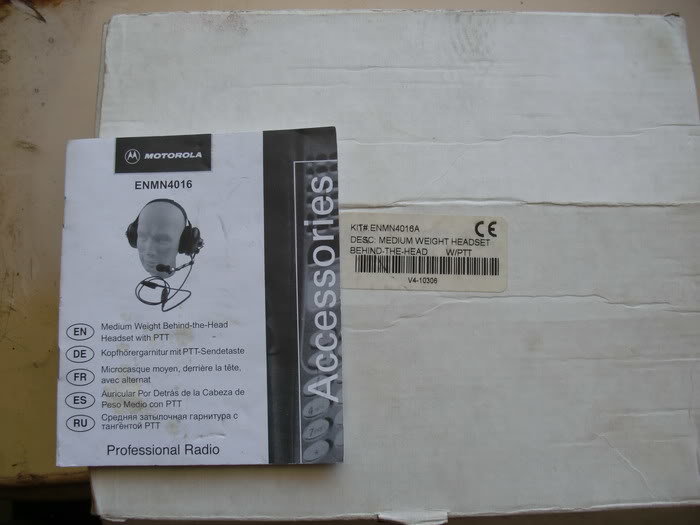 MOTOROLA
ENMN4016
Accessories
EN
Medium Weight Behind-the-Head
Headset with PTT
DE
Kopfhörergarnitur mit PTT-Sendetaste
FR
Microcasque moyen, derrière la tête,
avec alternat
ES
Auricular Por Detrás de la Cabeza de
Peso Medio con PTT
RU
Средняя затылочная гарнитура с
тангентой PTT
Professional Radio
KIT# ENMN4016A
CE
DESC: MEDIUM WEIGHT HEADSET
BEHIND-THE-HEAD W/PTT
V4-10306